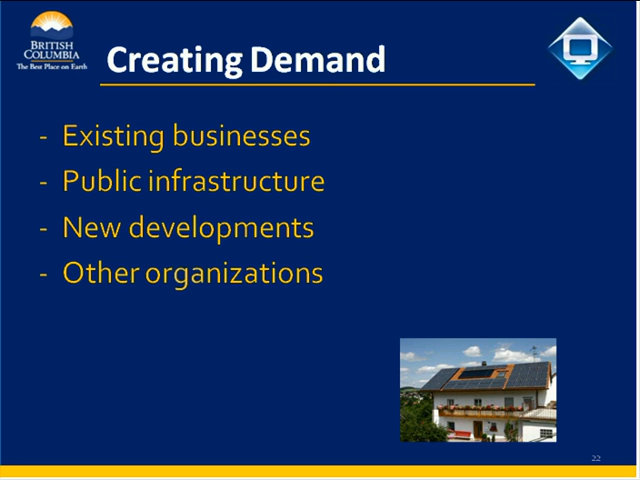 BRITISH
COLUMBIA
The Best Place on Earth
Creating Demand
- Existing businesses
- Public infrastructure
- New developments
- Other organizations
22